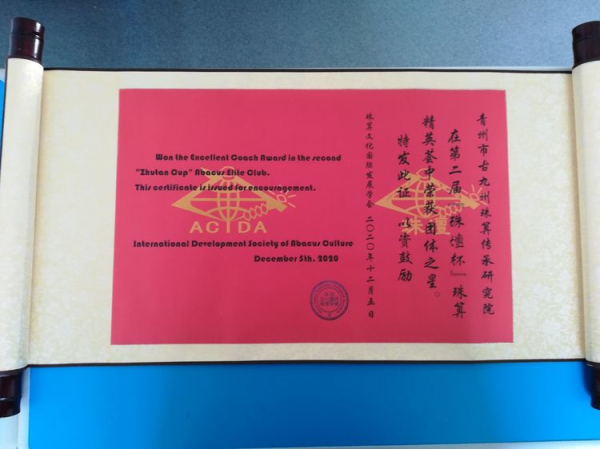 Wan the Excellent Coach Award in the second
"Zhutan Cup" Abacus Elite Club.
This certificate is issued for encouragement.
ACIDA
International Development Society of Abacus Culture
December 5th. 2020
青州市古九州珠算传承研究院
在第二届『珠坛杯』珠算
精英荟中荣获团体之星。
特发此证 以资鼓励
珠坛
珠算文化国际发展学会 二〇二〇年十二月五日